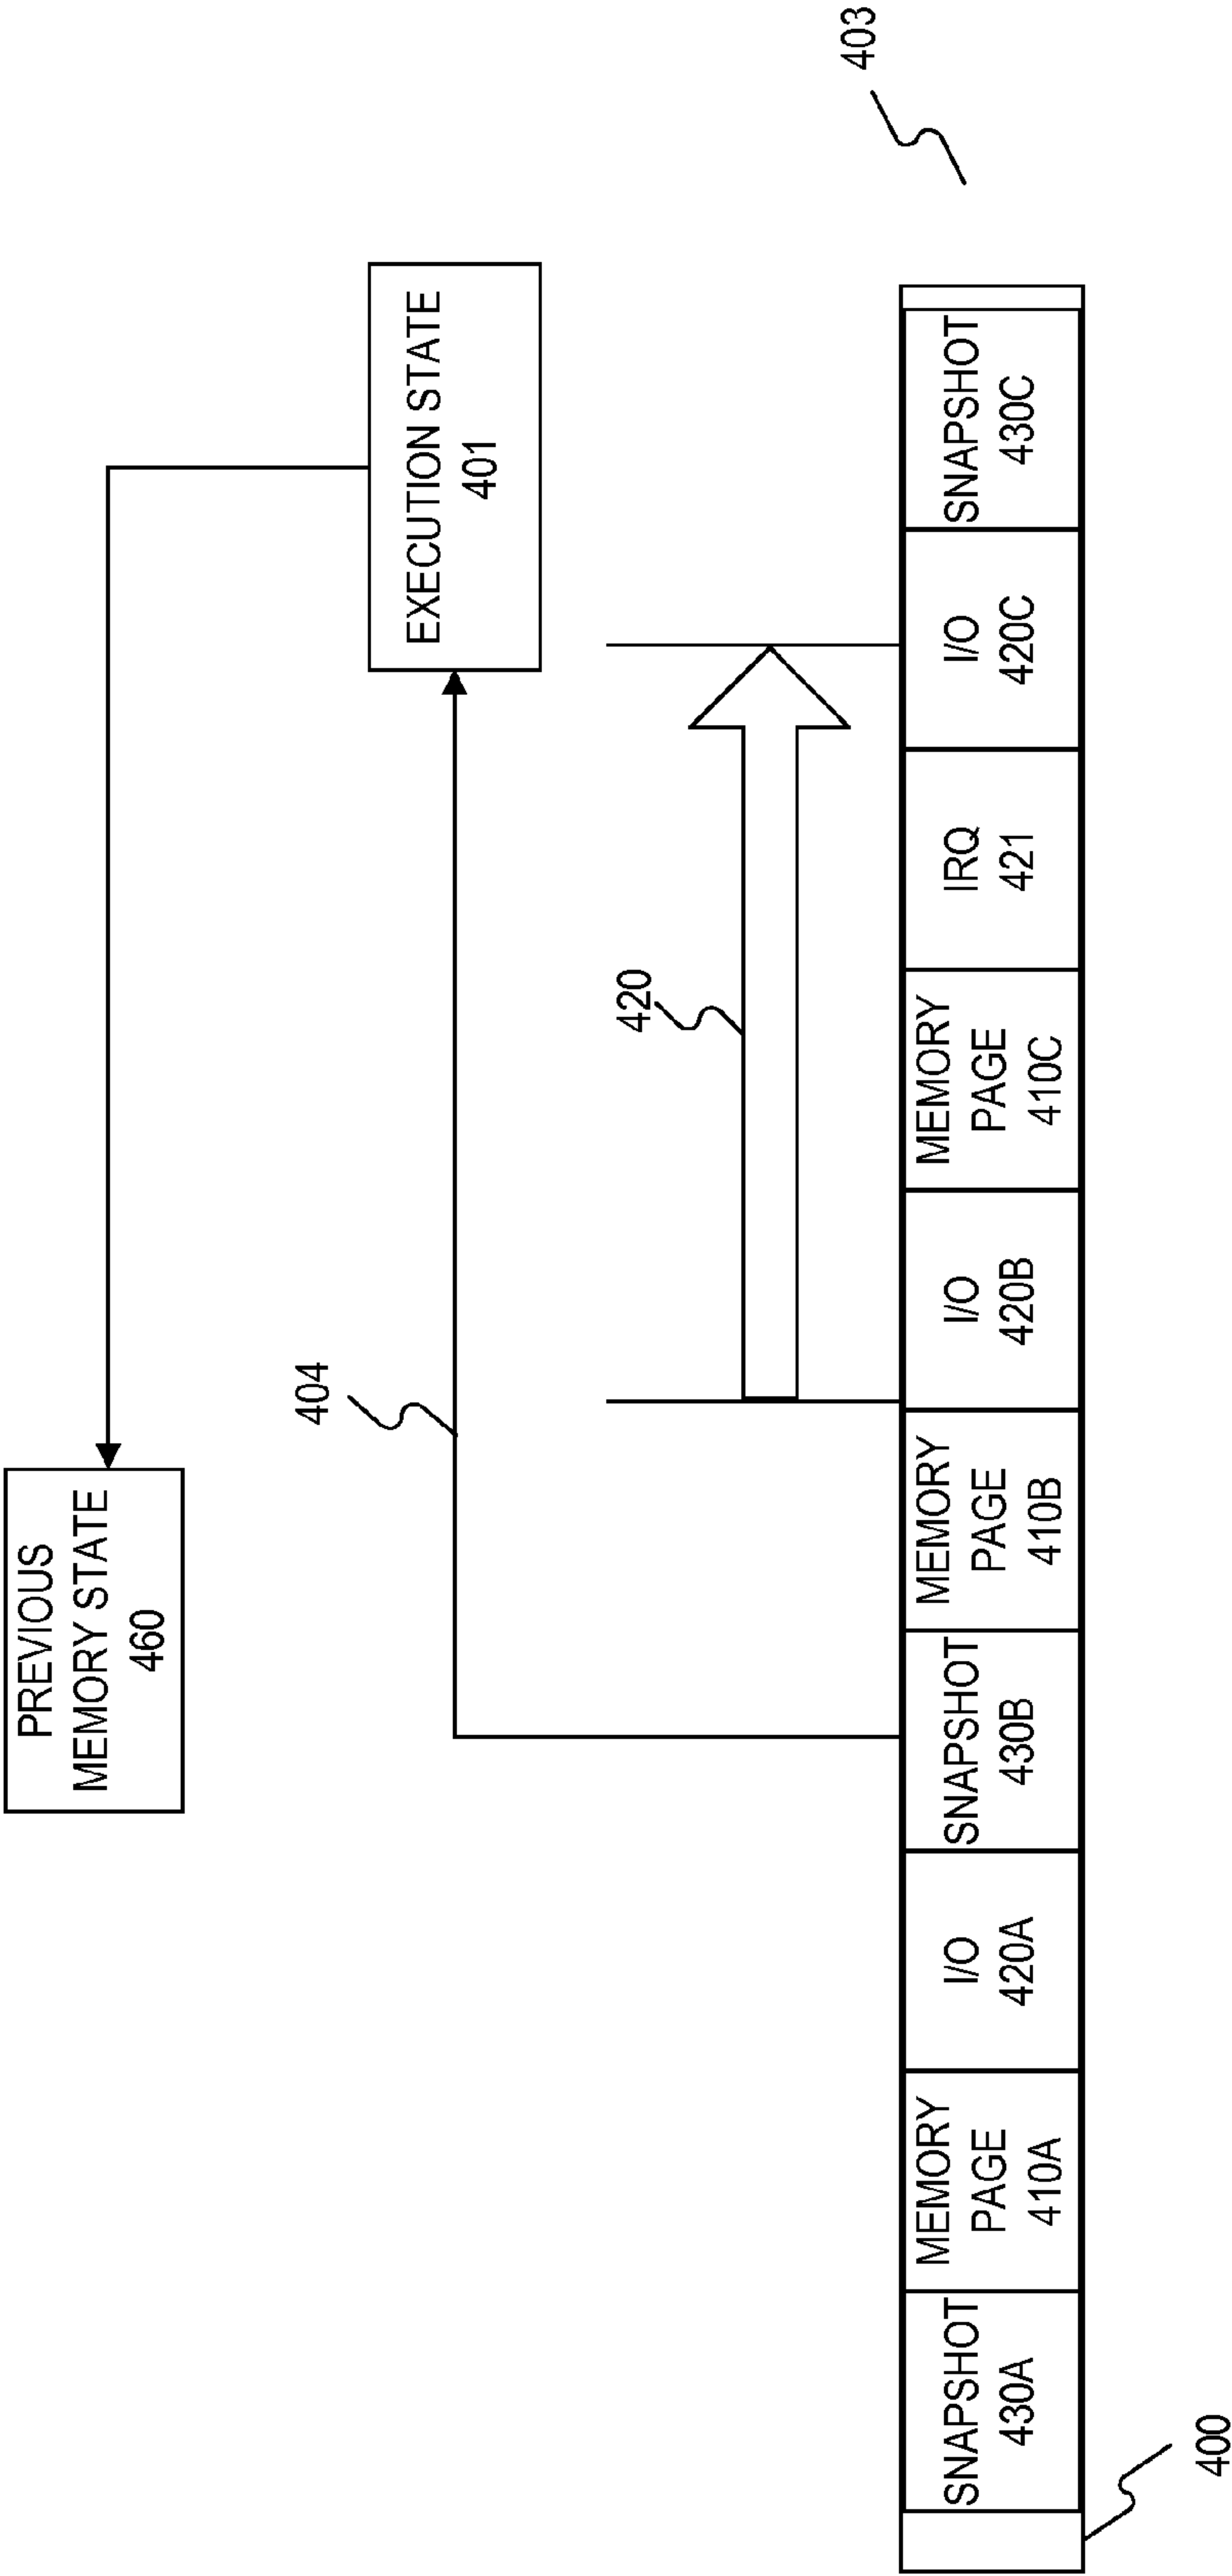 PREVIOUS
MEMORY STATE
460
404
EXECUTION STATE
401
420
403
SNAPSHOT
430A
MEMORY
PAGE
410A
I/O
420A
SNAPSHOT
430B
MEMORY
PAGE
410B
I/O
420B
MEMORY
PAGE
410C
IRQ
421
I/O
420C
SNAPSHOT
430C
400